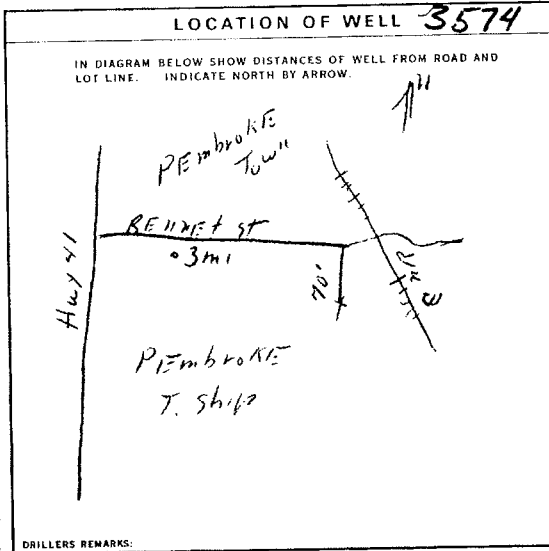 LOCATION OF WELL 3574
IN DIAGRAM BELOW SHOW DISTANCES OF WELL FROM ROAD AND
LOT LINE. INDICATE NORTH BY ARROW.
PEmbrokE
Town
BENNEt st
.3mi
Hwy 41
70'
PEmbrokE
T. Ship
DRILLERS REMARKS: